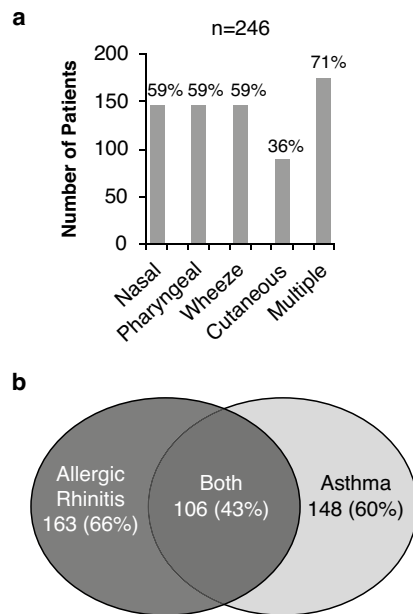 a
n=246
Number of Patients
200
150
100
50
0
59%
59%
59%
36%
71%
Nasal
Pharyngeal
Wheeze
Cutaneous
Multiple
b
Allergic
Rhinitis
163 (66%)
Both
106 (43%)
Asthma
148 (60%)